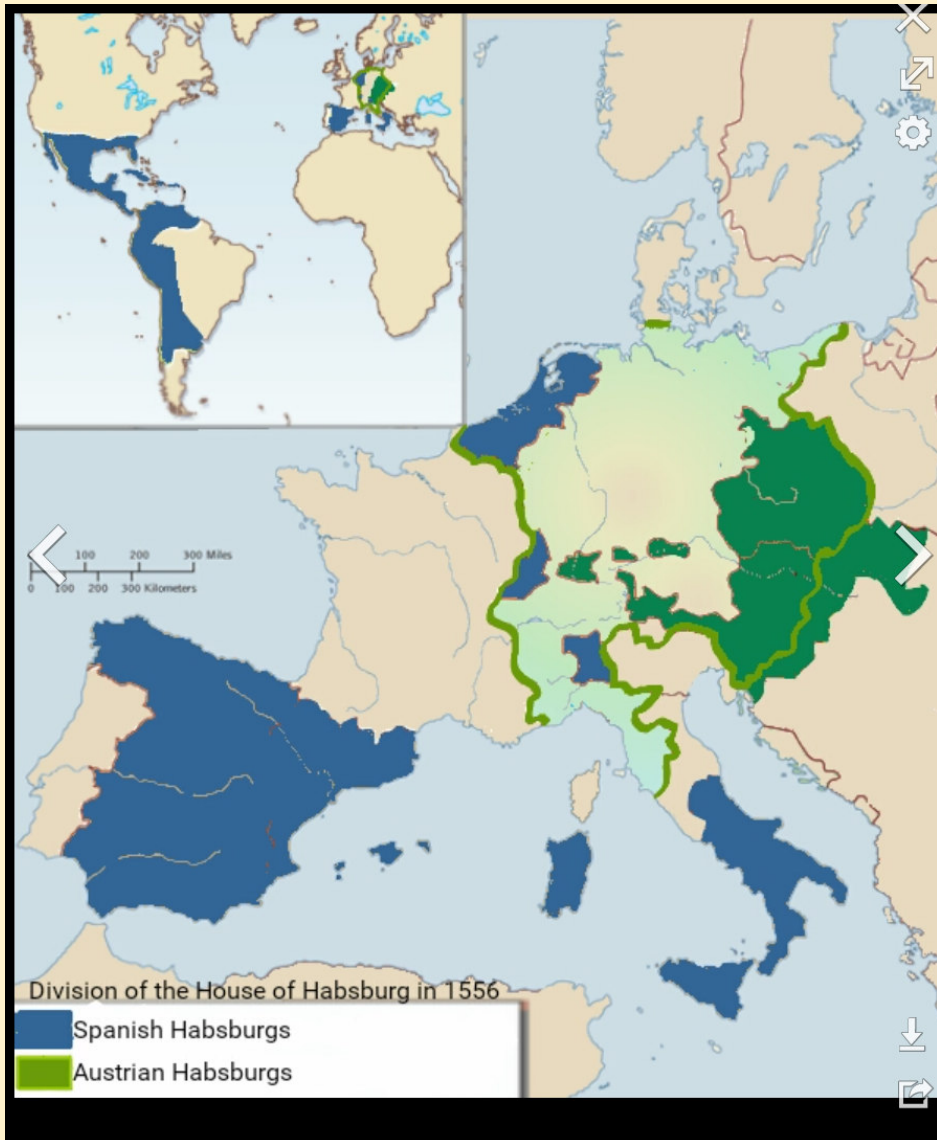 100 200 300 Miles
0 100 200 300 Kilometers
Division of the House of Habsburg in 1556
Spanish Habsburgs
Austrian Habsburgs